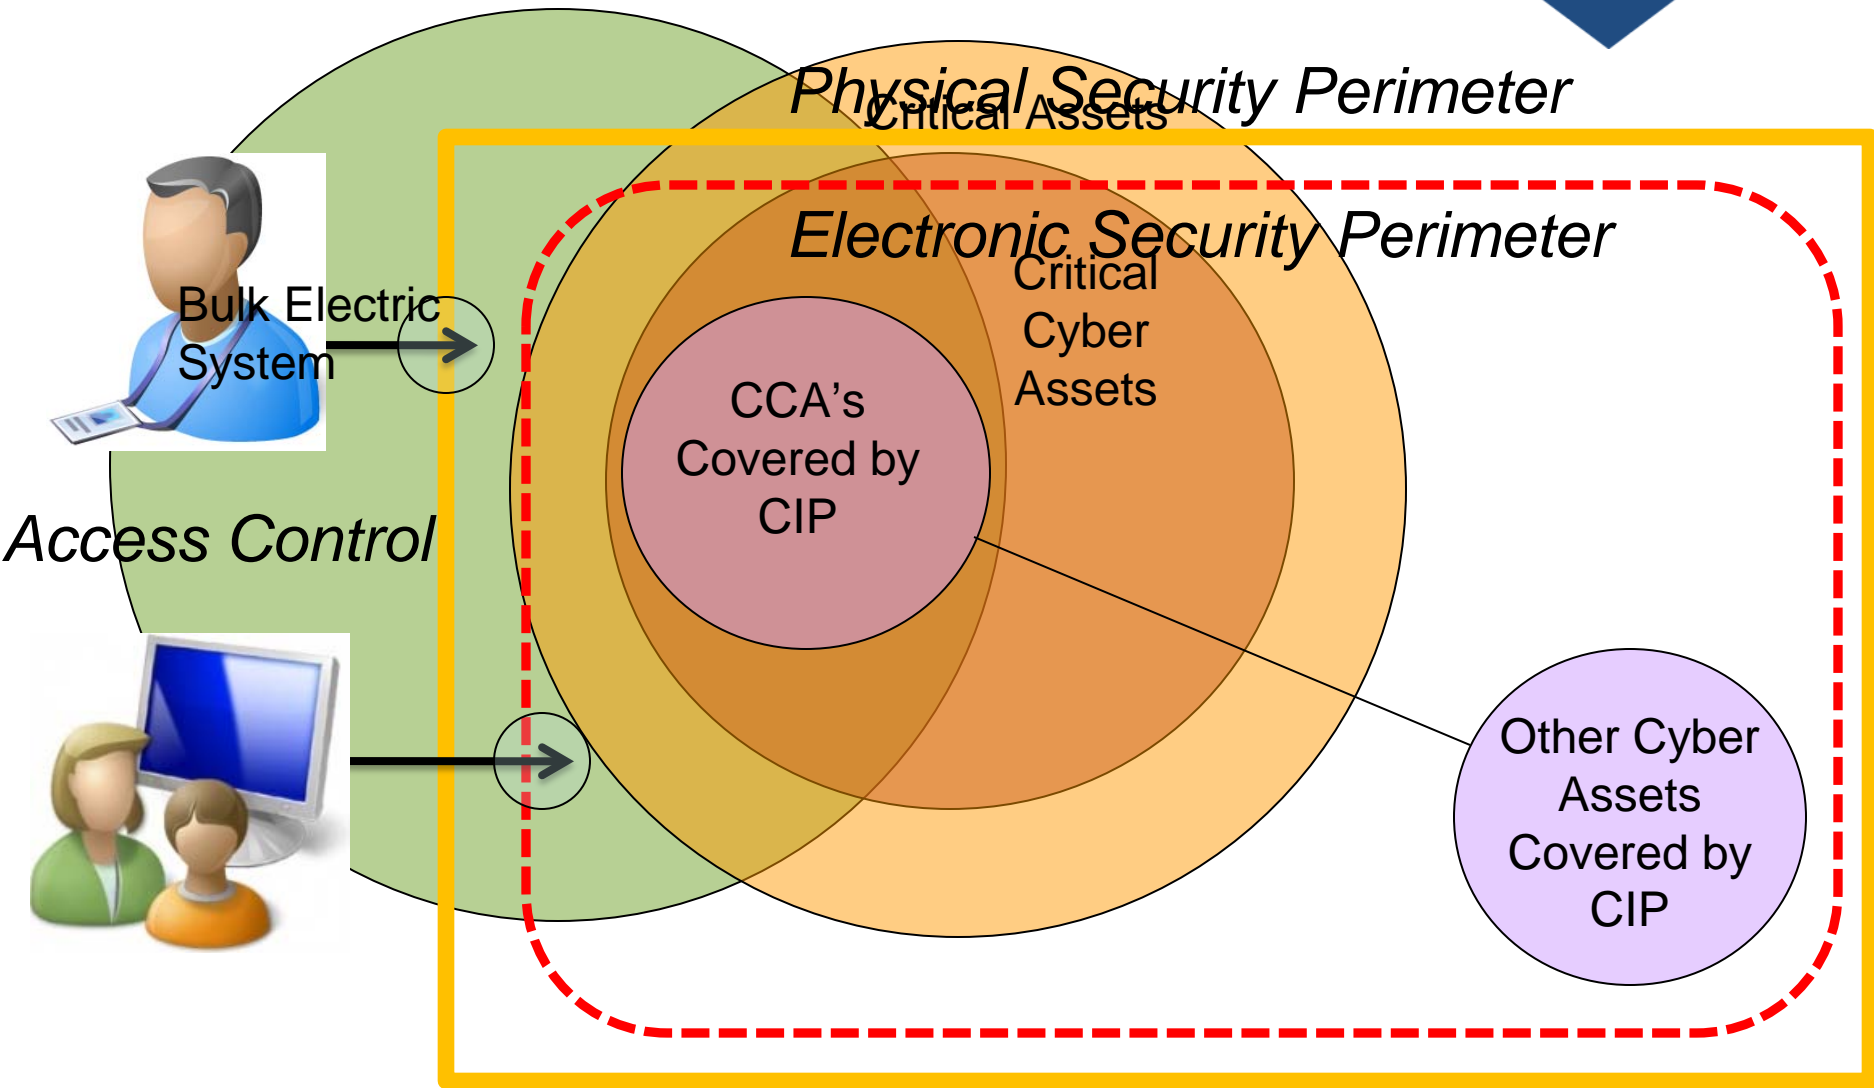 Physical Security Perimeter
Critical Assets
Electronic Security Perimeter
Critical
Cyber
Assets
Bulk Electric
System
CCA’s
Covered by
CIP
Access Control
Other Cyber
Assets
Covered by
CIP